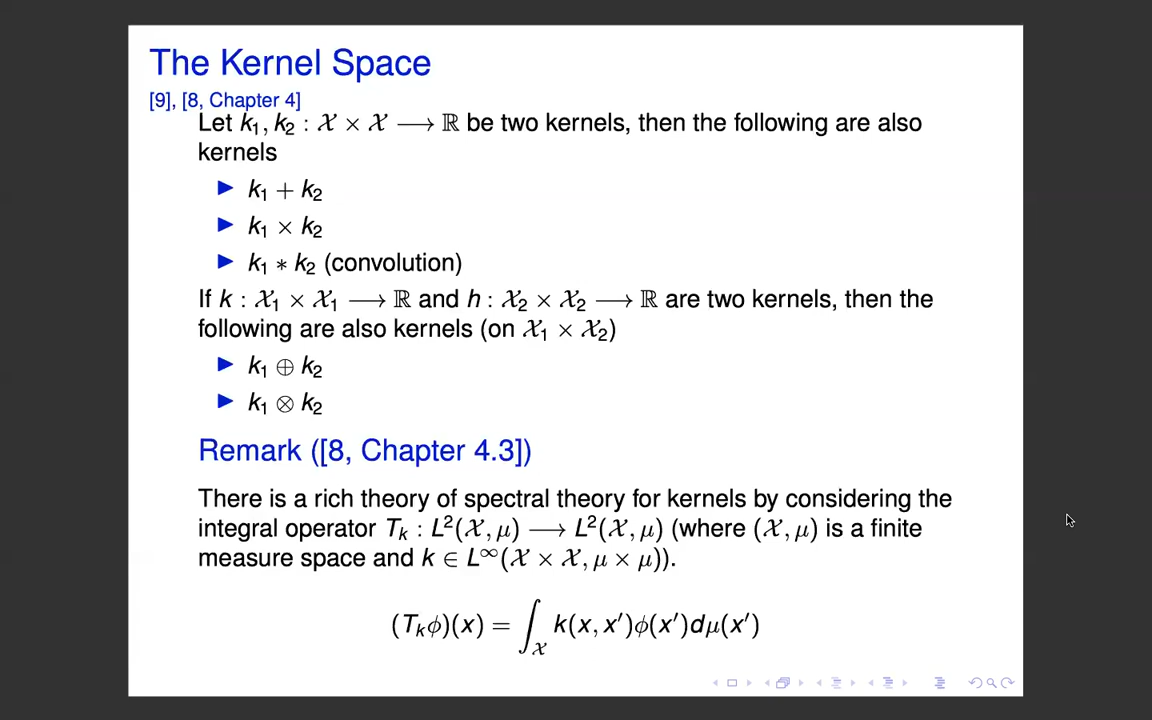 The Kernel Space
[9], [8, Chapter 4]
Let k₁, k₂ : 𝒳 × 𝒳 ⟶ ℝ be two kernels, then the following are also
kernels
▶ k₁ + k₂
▶ k₁ × k₂
▶ k₁ ∗ k₂ (convolution)
If k : 𝒳₁ × 𝒳₁ ⟶ ℝ and h : 𝒳₂ × 𝒳₂ ⟶ ℝ are two kernels, then the
following are also kernels (on 𝒳₁ × 𝒳₂)
▶ k₁ ⊕ k₂
▶ k₁ ⊗ k₂
Remark ([8, Chapter 4.3])
There is a rich theory of spectral theory for kernels by considering the
integral operator Tₖ : L²(𝒳, μ) ⟶ L²(𝒳, μ) (where (𝒳, μ) is a finite
measure space and k ∈ L^∞(𝒳 × 𝒳, μ × μ)).
(Tₖϕ)(x) = ∫_𝒳 k(x, x′)ϕ(x′)dμ(x′)